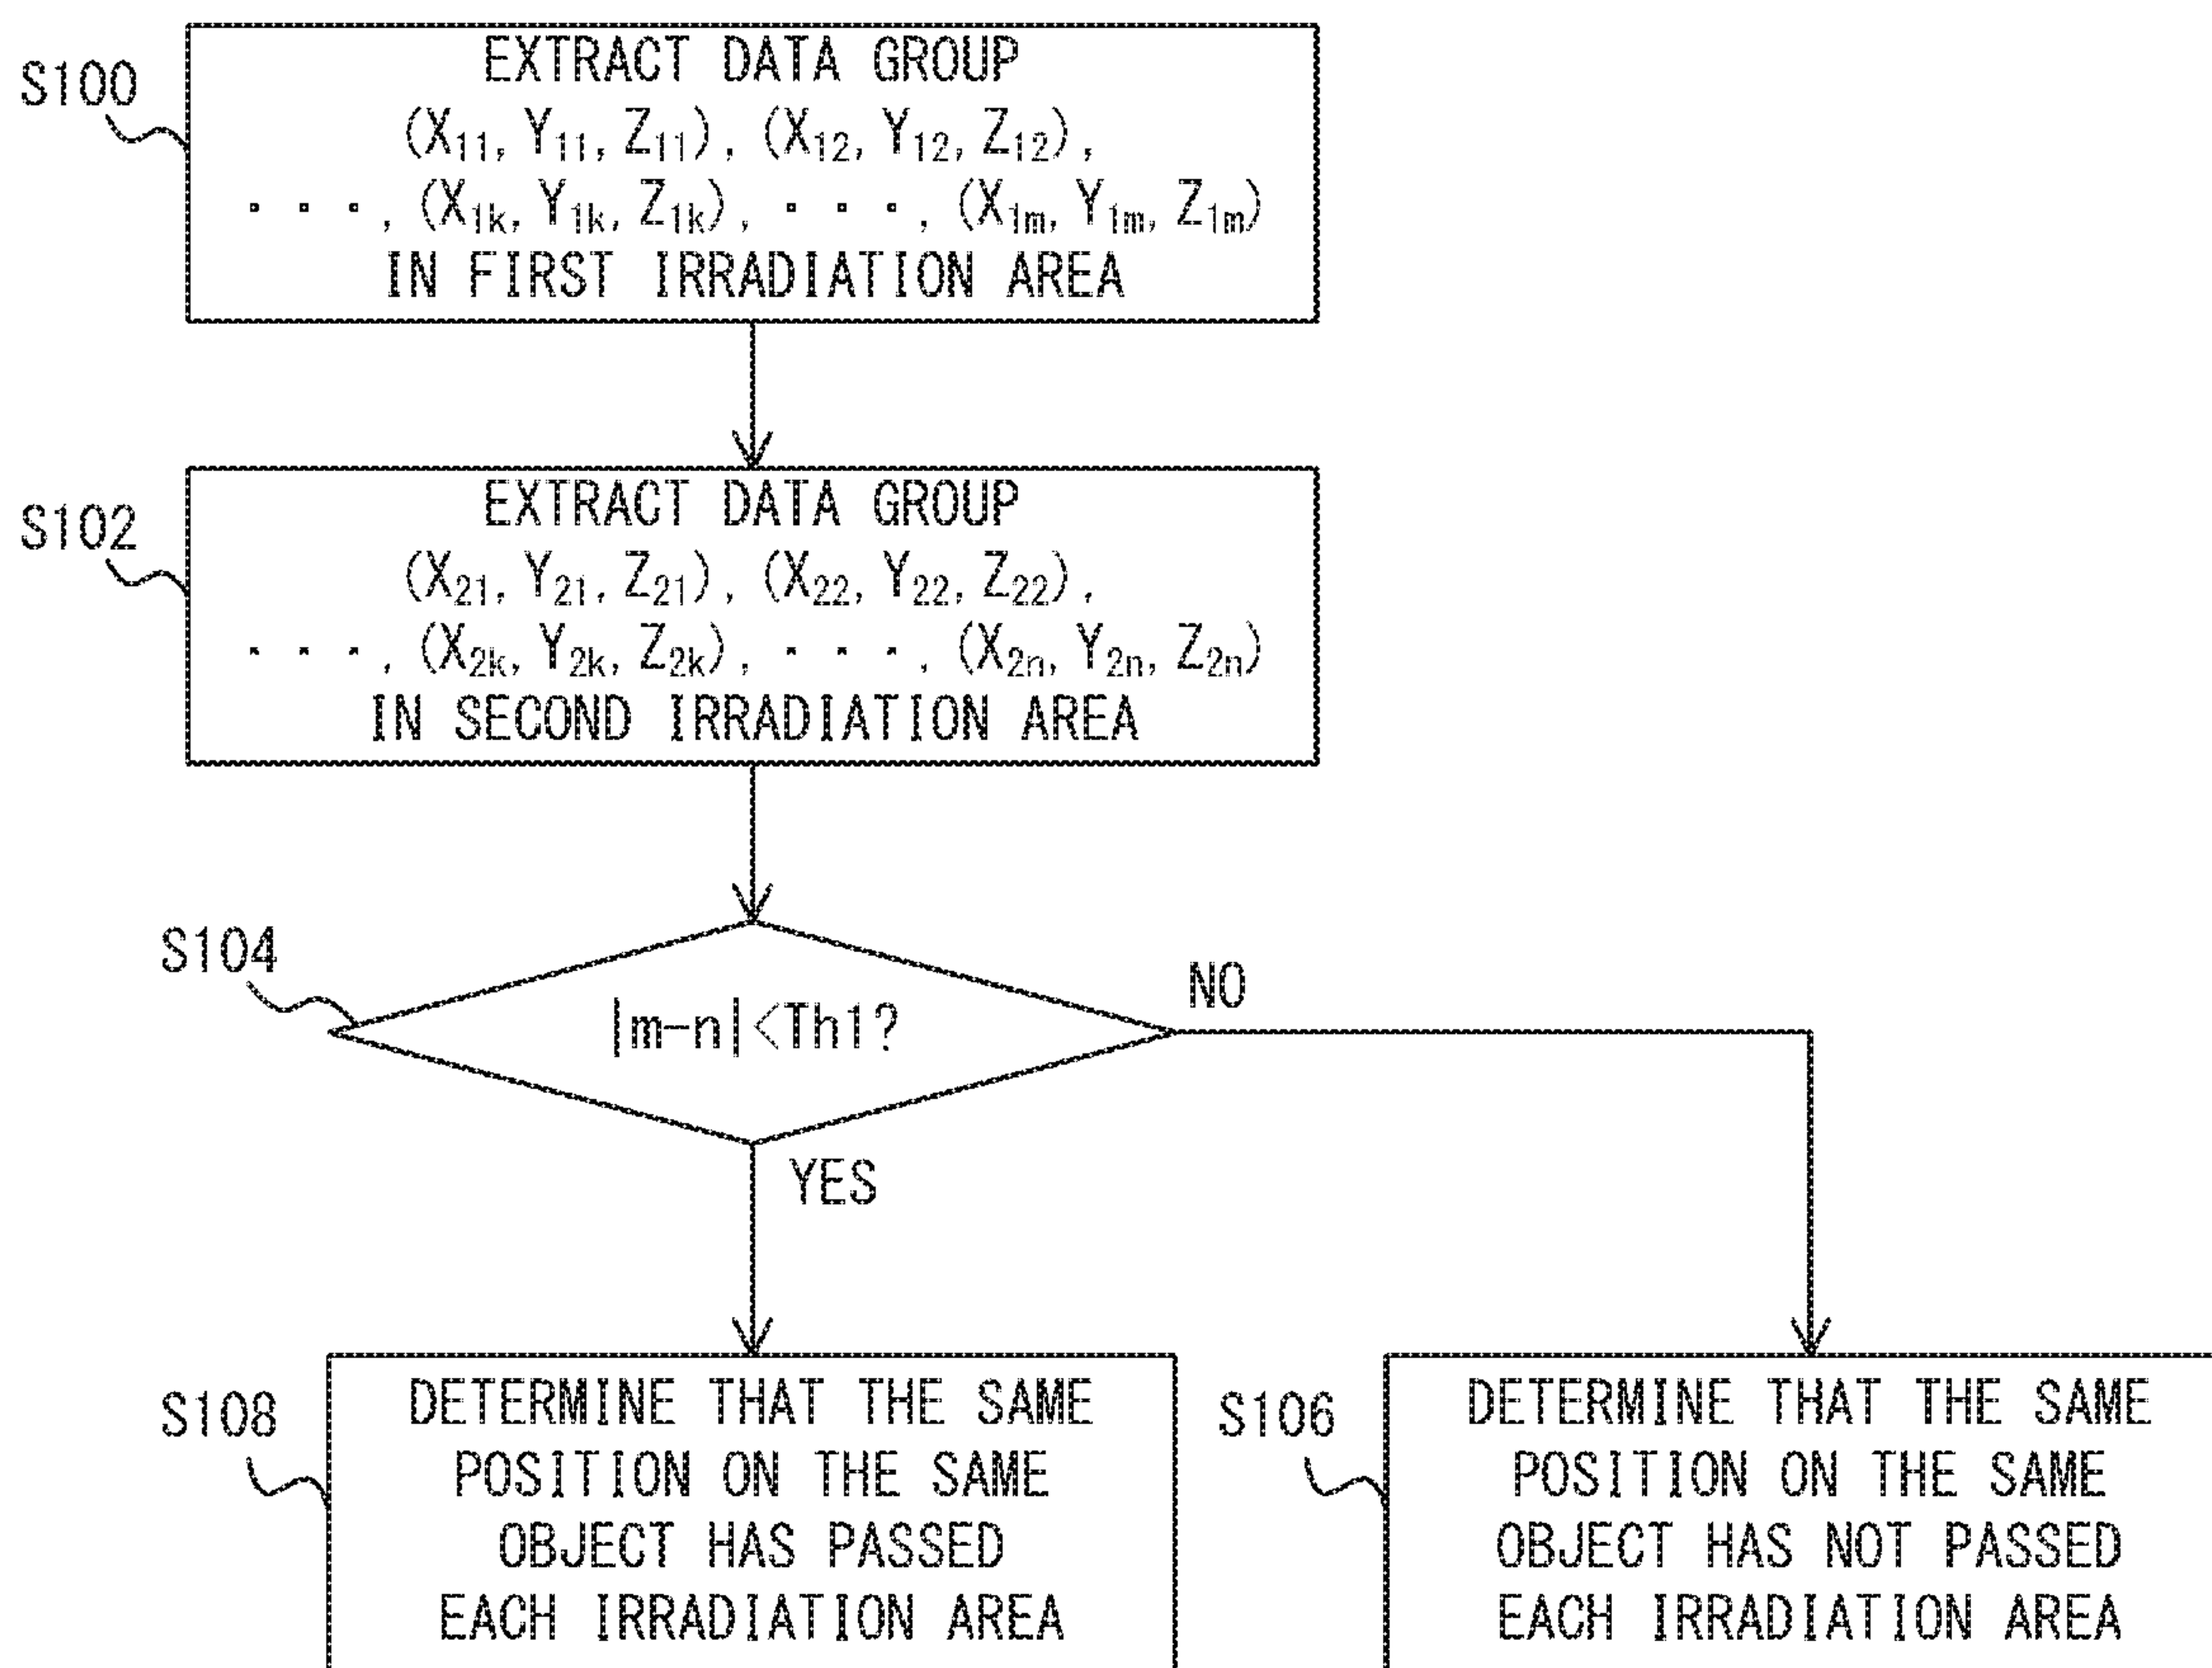 S100
EXTRACT DATA GROUP
(X₁₁, Y₁₁, Z₁₁), (X₁₂, Y₁₂, Z₁₂),
・・・, (X₁ₖ, Y₁ₖ, Z₁ₖ), ・・・, (X₁ₘ, Y₁ₘ, Z₁ₘ)
IN FIRST IRRADIATION AREA
S102
EXTRACT DATA GROUP
(X₂₁, Y₂₁, Z₂₁), (X₂₂, Y₂₂, Z₂₂),
・・・, (X₂ₖ, Y₂ₖ, Z₂ₖ), ・・・, (X₂ₙ, Y₂ₙ, Z₂ₙ)
IN SECOND IRRADIATION AREA
S104
|m-n|<Th1?
NO
YES
S108
DETERMINE THAT THE SAME
POSITION ON THE SAME
OBJECT HAS PASSED
EACH IRRADIATION AREA
S106
DETERMINE THAT THE SAME
POSITION ON THE SAME
OBJECT HAS NOT PASSED
EACH IRRADIATION AREA